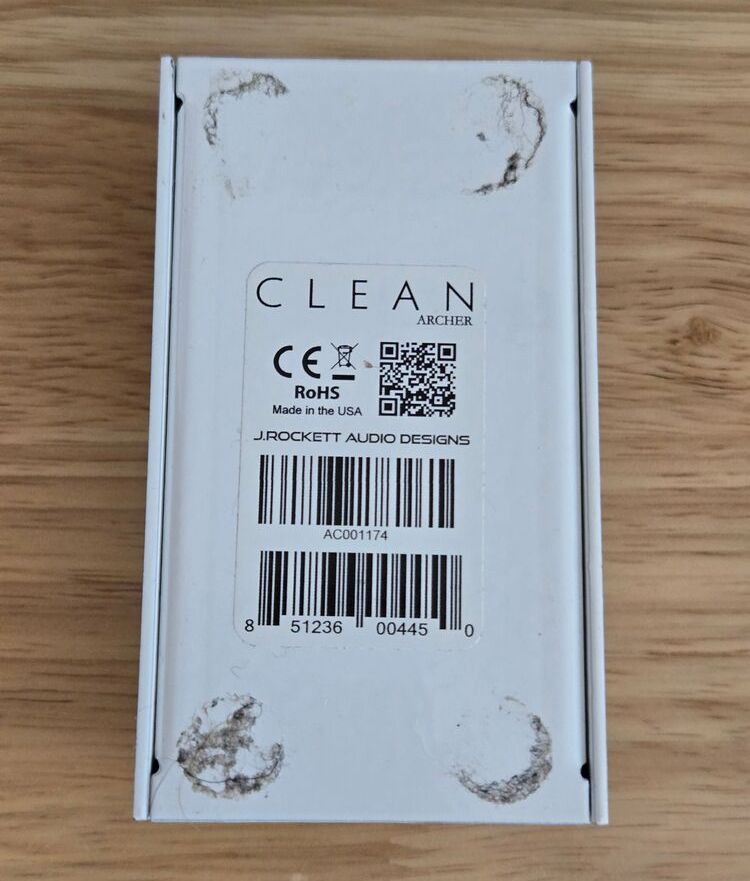 CLEAN
ARCHER
CE
RoHS
Made in the USA
J.ROCKETT AUDIO DESIGNS
AC001174
8 51236 00445 0